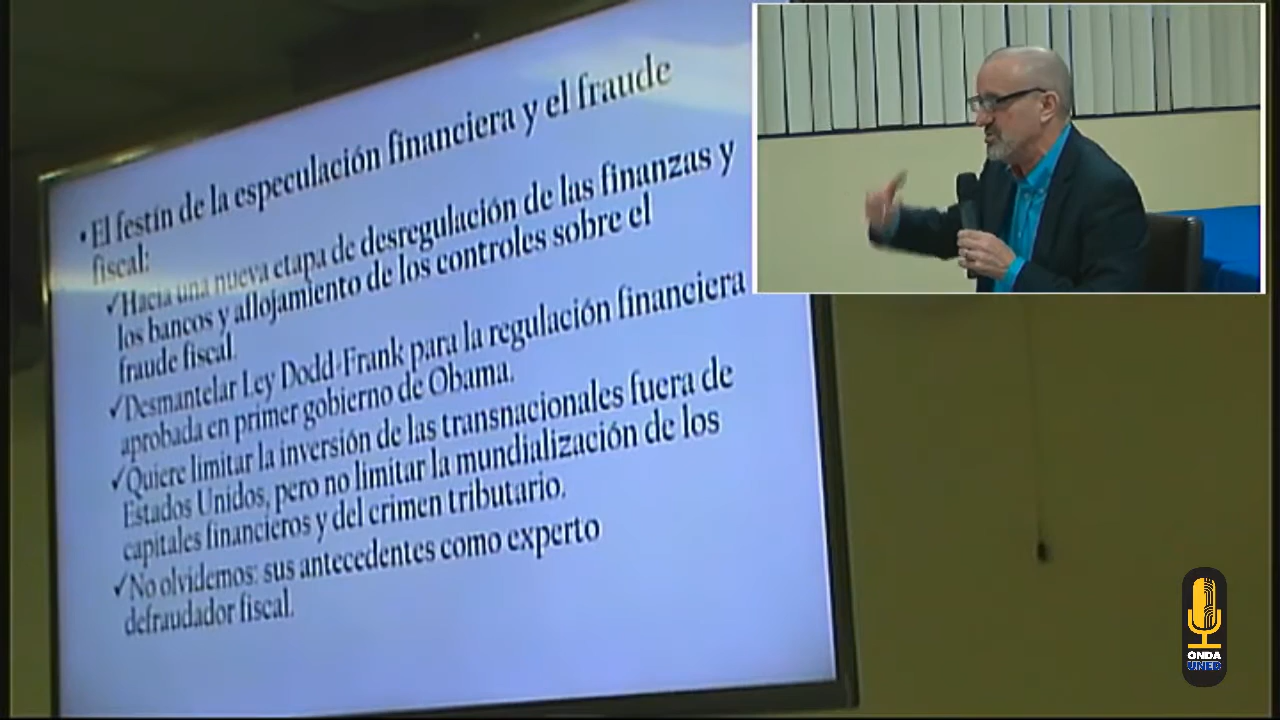 • El festín de la especulación financiera y el fraude
fiscal:
✓Hacia una nueva etapa de desregulación de las finanzas y
los bancos y aflojamiento de los controles sobre el
fraude fiscal.
✓Desmantelar Ley Dodd-Frank para la regulación financiera
aprobada en primer gobierno de Obama.
✓Quiere limitar la inversión de las transnacionales fuera de
Estados Unidos, pero no limitar la mundialización de los
capitales financieros y del crimen tributario.
✓No olvidemos: sus antecedentes como experto
defraudador fiscal.
ONDA
UNED